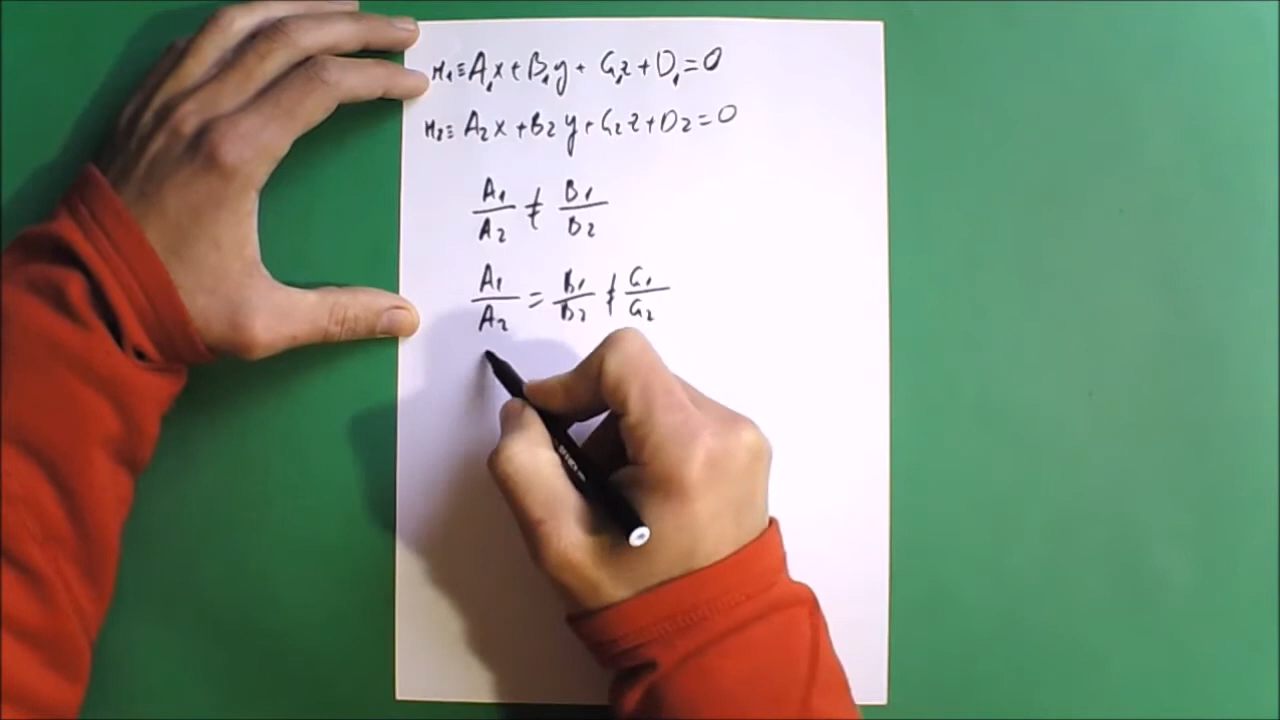 π₁≡A₁x+B₁y+C₁z+D₁=0
π₂≡A₂x+B₂y+C₂z+D₂=0
A₁/A₂ ≠ B₁/B₂
A₁/A₂ = B₁/B₂ ≠ C₁/C₂